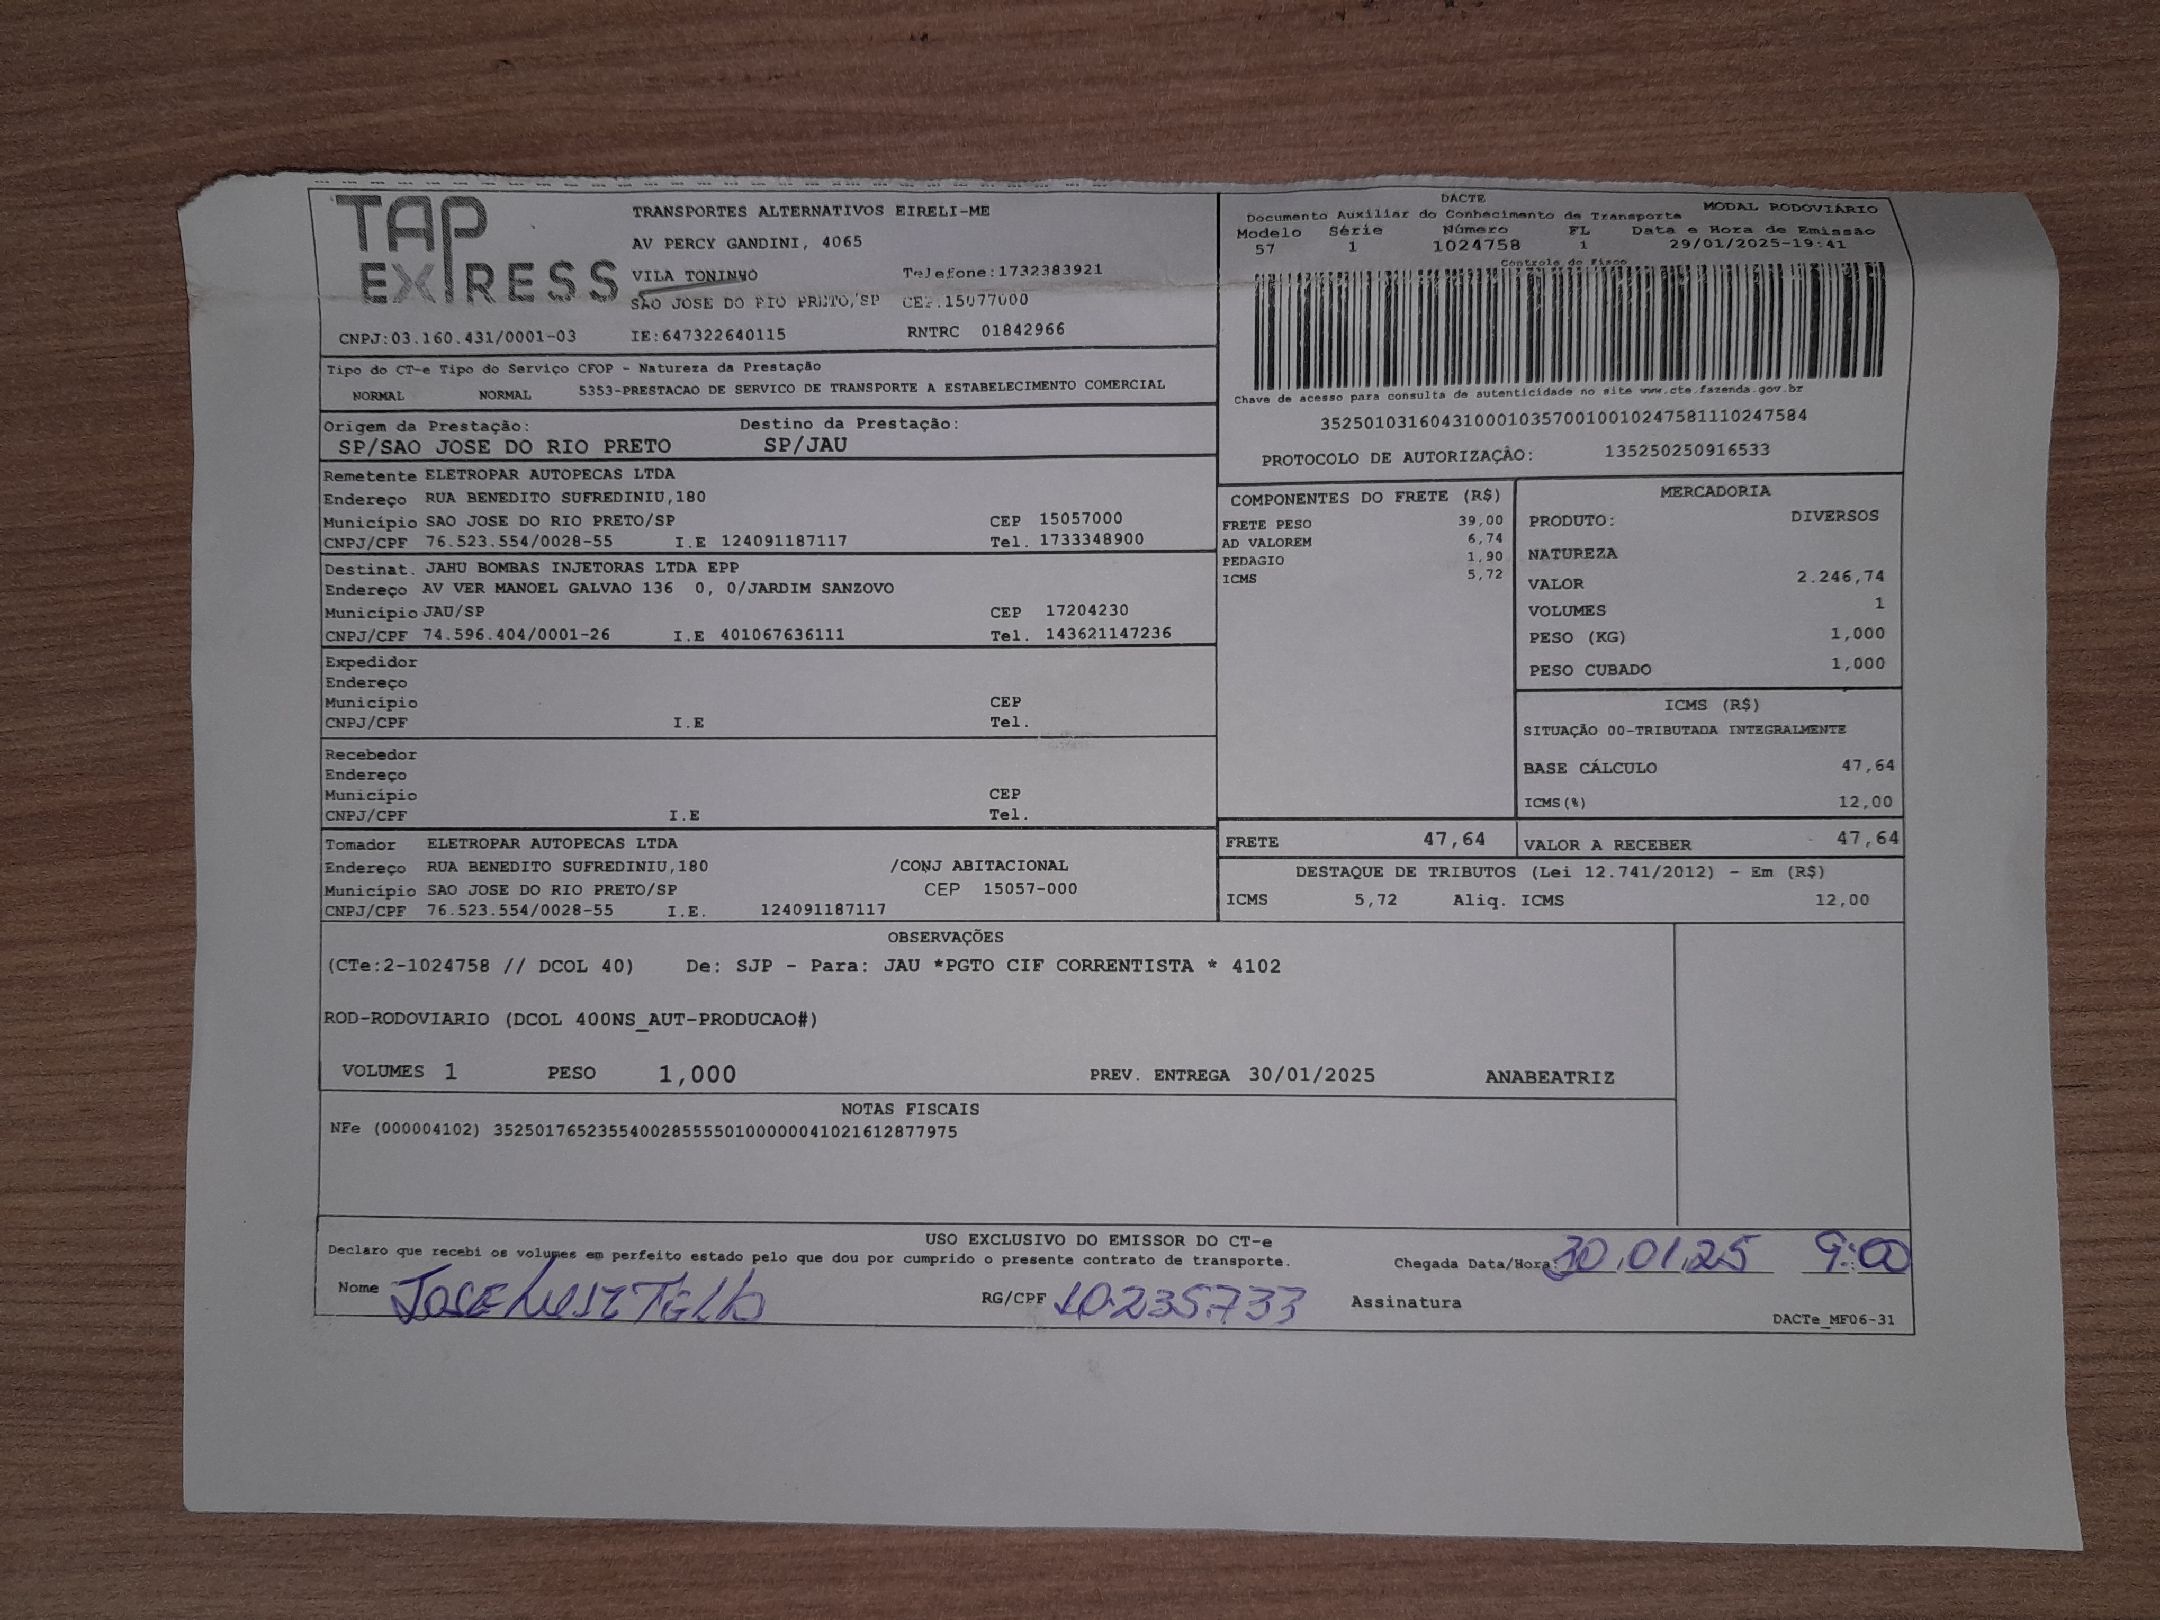 TAP EXPRESS
TRANSPORTES ALTERNATIVOS EIRELI-ME
AV PERCY GANDINI, 4065
VILA TONINHO Telefone:1732383921
SAO JOSE DO RIO PRETO/SP CEP.15077000
CNPJ:03.160.431/0001-03 IE:647322640115 RNTRC 01842966
DACTE
Documento Auxiliar do Conhecimento de Transporte MODAL RODOVIÁRIO
Modelo Série Número FL Data e Hora de Emissão
57 1 1024758 1 29/01/2025-19:41
Controle do Fisco
Chave de acesso para consulta de autenticidade no site www.cte.fazenda.gov.br
35250103160431000103570010010247581110247584
PROTOCOLO DE AUTORIZAÇÃO: 135250250916533
Tipo do CT-e Tipo do Serviço CFOP - Natureza da Prestação
NORMAL NORMAL 5353-PRESTACAO DE SERVICO DE TRANSPORTE A ESTABELECIMENTO COMERCIAL
Origem da Prestação: Destino da Prestação:
SP/SAO JOSE DO RIO PRETO SP/JAU
Remetente ELETROPAR AUTOPECAS LTDA
Endereço RUA BENEDITO SUFREDINIU,180
Município SAO JOSE DO RIO PRETO/SP CEP 15057000
CNPJ/CPF 76.523.554/0028-55 I.E 124091187117 Tel. 1733348900
Destinat. JAHU BOMBAS INJETORAS LTDA EPP
Endereço AV VER MANOEL GALVAO 136 0, 0/JARDIM SANZOVO
Município JAU/SP CEP 17204230
CNPJ/CPF 74.596.404/0001-26 I.E 401067636111 Tel. 143621147236
Expedidor
Endereço
Município CEP
CNPJ/CPF I.E Tel.
Recebedor
Endereço
Município CEP
CNPJ/CPF I.E Tel.
Tomador ELETROPAR AUTOPECAS LTDA
Endereço RUA BENEDITO SUFREDINIU,180 /CONJ ABITACIONAL
Município SAO JOSE DO RIO PRETO/SP CEP 15057-000
CNPJ/CPF 76.523.554/0028-55 I.E. 124091187117
COMPONENTES DO FRETE (R$)
FRETE PESO 39,00
AD VALOREM 6,74
PEDAGIO 1,90
ICMS 5,72
MERCADORIA
PRODUTO: DIVERSOS
NATUREZA
VALOR 2.246,74
VOLUMES 1
PESO (KG) 1,000
PESO CUBADO 1,000
ICMS (R$)
SITUAÇÃO 00-TRIBUTADA INTEGRALMENTE
BASE CÁLCULO 47,64
ICMS(%) 12,00
FRETE 47,64 VALOR A RECEBER 47,64
DESTAQUE DE TRIBUTOS (Lei 12.741/2012) - Em (R$)
ICMS 5,72 Aliq. ICMS 12,00
OBSERVAÇÕES
(CTe:2-1024758 // DCOL 40) De: SJP - Para: JAU *PGTO CIF CORRENTISTA * 4102
ROD-RODOVIARIO (DCOL 400NS_AUT-PRODUCAO#)
VOLUMES 1 PESO 1,000 PREV. ENTREGA 30/01/2025 ANABEATRIZ
NOTAS FISCAIS
NFe (000004102) 35250176523554002855550100000041021612877975
USO EXCLUSIVO DO EMISSOR DO CT-e
Declaro que recebi os volumes em perfeito estado pelo que dou por cumprido o presente contrato de transporte. Chegada Data/Hora: 30.01.25 9:00
Nome JOSE LUIZ TELLO RG/CPF 10.235.733 Assinatura
DACTe_MF06-31